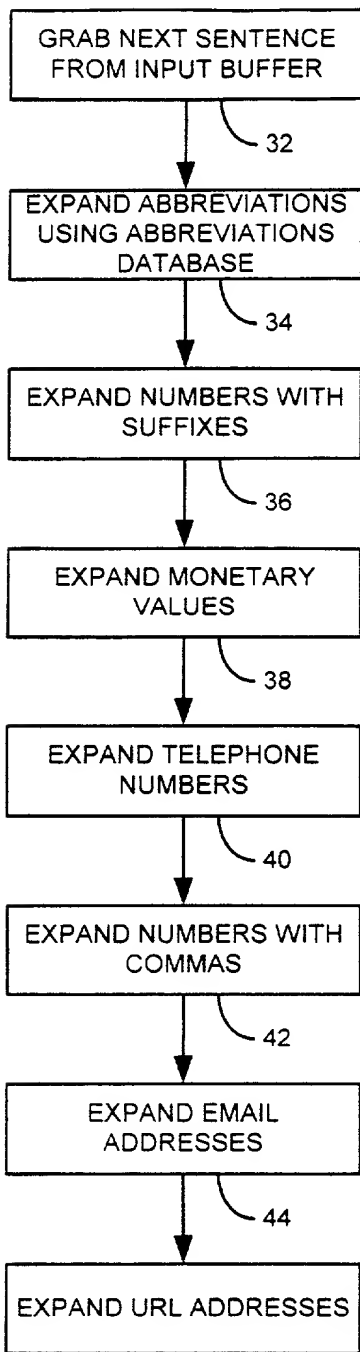 GRAB NEXT SENTENCE
FROM INPUT BUFFER
32
EXPAND ABBREVIATIONS
USING ABBREVIATIONS
DATABASE
34
EXPAND NUMBERS WITH
SUFFIXES
36
EXPAND MONETARY
VALUES
38
EXPAND TELEPHONE
NUMBERS
40
EXPAND NUMBERS WITH
COMMAS
42
EXPAND EMAIL
ADDRESSES
44
EXPAND URL ADDRESSES